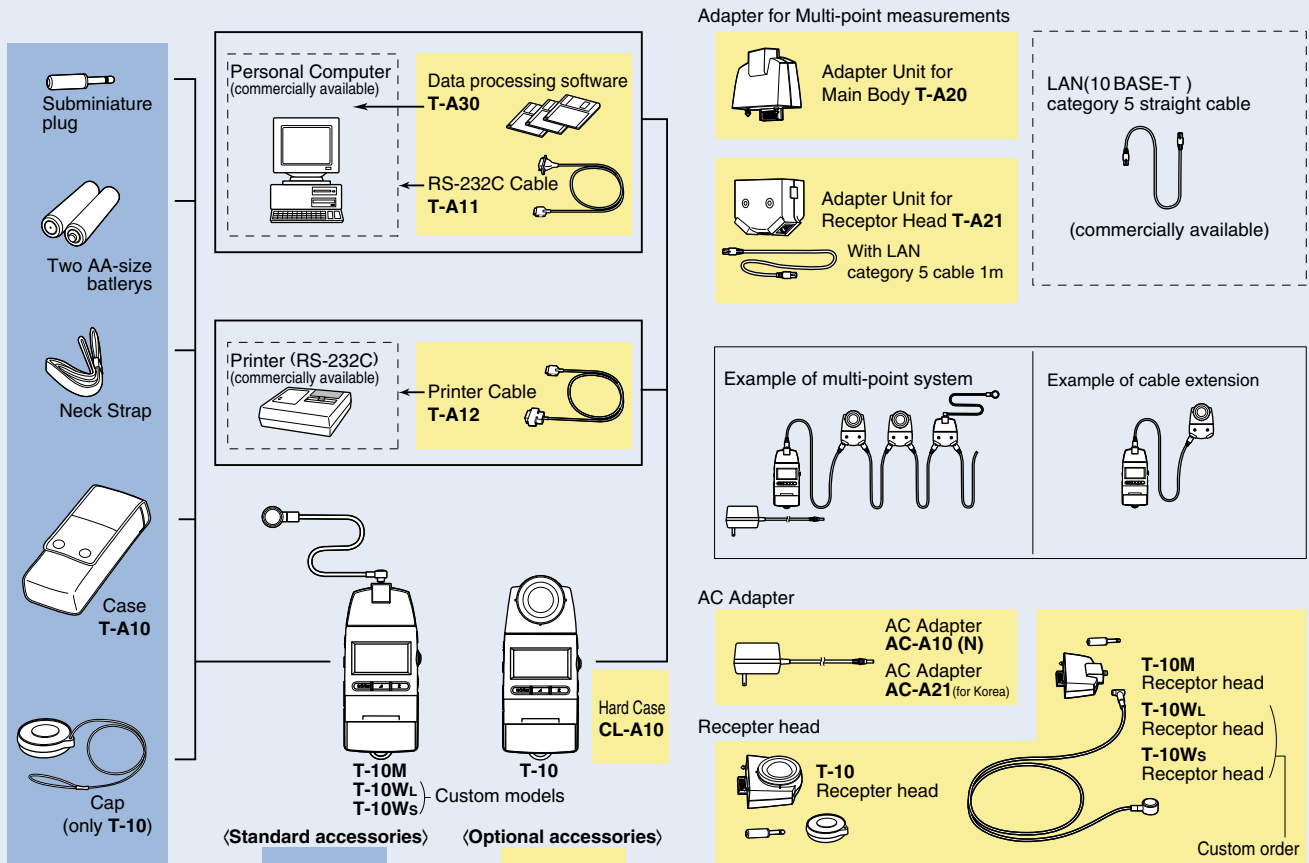 Subminiature
plug
Two AA-size
batlerys
Neck Strap
Case
T-A10
Cap
(only T-10)
Personal Computer
(commercially available)
Data processing software
T-A30
RS-232C Cable
T-A11
Printer (RS-232C)
(commercially available)
Printer Cable
T-A12
T-10M
T-10WL
T-10WS
Custom models
T-10
Hard Case
CL-A10
〈Standard accessories〉
〈Optional accessories〉
Adapter for Multi-point measurements
Adapter Unit for
Main Body T-A20
Adapter Unit for
Receptor Head T-A21
With LAN
category 5 cable 1m
LAN(10 BASE-T )
category 5 straight cable
(commercially available)
Example of multi-point system
Example of cable extension
AC Adapter
AC Adapter
AC-A10 (N)
AC Adapter
AC-A21(for Korea)
Recepter head
T-10
Recepter head
T-10M
Receptor head
T-10WL
Receptor head
T-10WS
Receptor head
Custom order